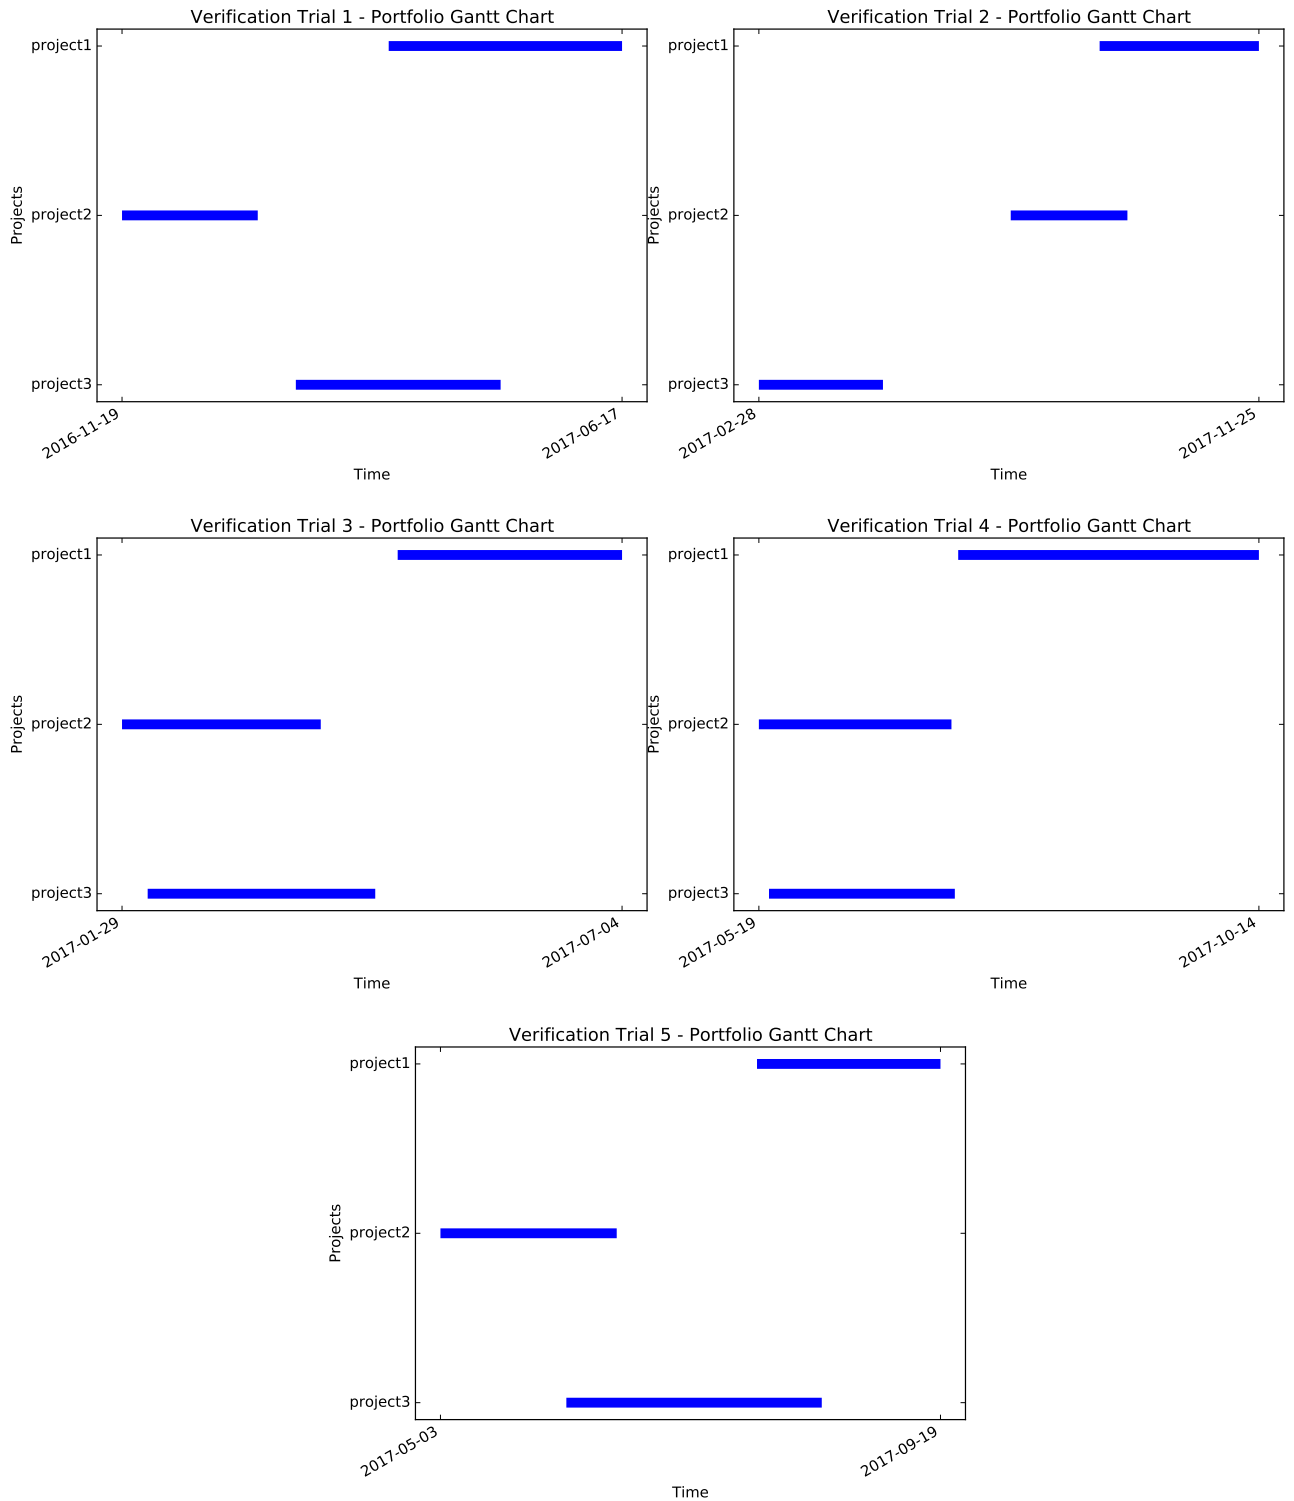 Verification Trial 1 - Portfolio Gantt Chart
project1
project2
project3
Projects
2016-11-19
2017-06-17
Time
Verification Trial 2 - Portfolio Gantt Chart
project1
project2
project3
Projects
2017-02-28
2017-11-25
Time
Verification Trial 3 - Portfolio Gantt Chart
project1
project2
project3
Projects
2017-01-29
2017-07-04
Time
Verification Trial 4 - Portfolio Gantt Chart
project1
project2
project3
Projects
2017-05-19
2017-10-14
Time
Verification Trial 5 - Portfolio Gantt Chart
project1
project2
project3
Projects
2017-05-03
2017-09-19
Time